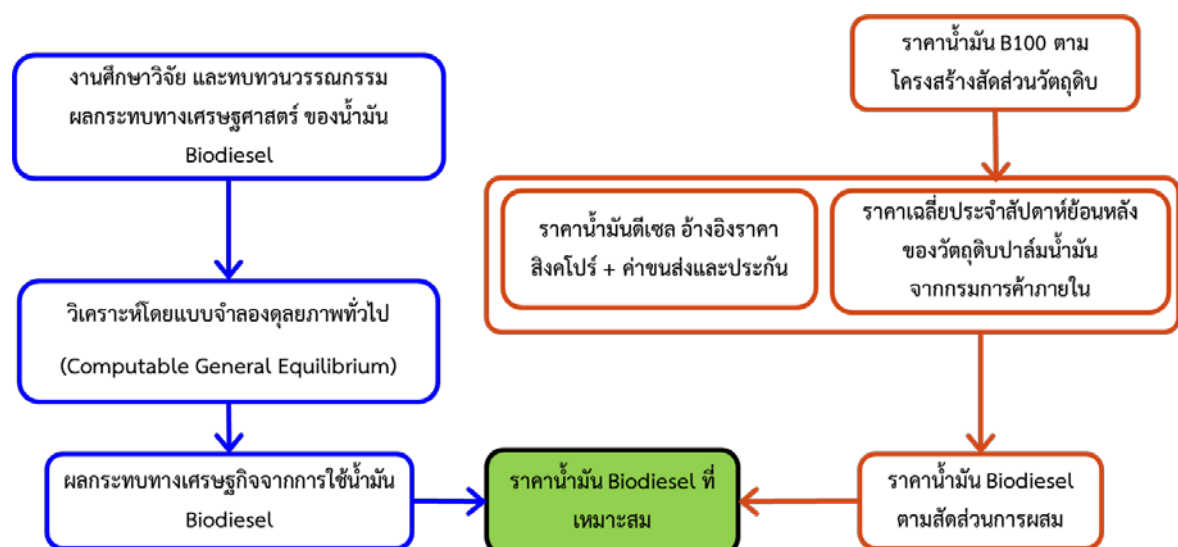 งานศึกษาวิจัย และทบทวนวรรณกรรม
ผลกระทบทางเศรษฐศาสตร์ ของน้ำมัน
Biodiesel
วิเคราะห์โดยแบบจำลองดุลยภาพทั่วไป
(Computable General Equilibrium)
ผลกระทบทางเศรษฐกิจจากการใช้น้ำมัน
Biodiesel
ราคาน้ำมัน B100 ตาม
โครงสร้างสัดส่วนวัตถุดิบ
ราคาน้ำมันดีเซล อ้างอิงราคา
สิงคโปร์ + ค่าขนส่งและประกัน
ราคาเฉลี่ยประจำสัปดาห์ย้อนหลัง
ของวัตถุดิบปาล์มน้ำมัน
จากกรมการค้าภายใน
ราคาน้ำมัน Biodiesel
ตามสัดส่วนการผสม
ราคาน้ำมัน Biodiesel ที่
เหมาะสม